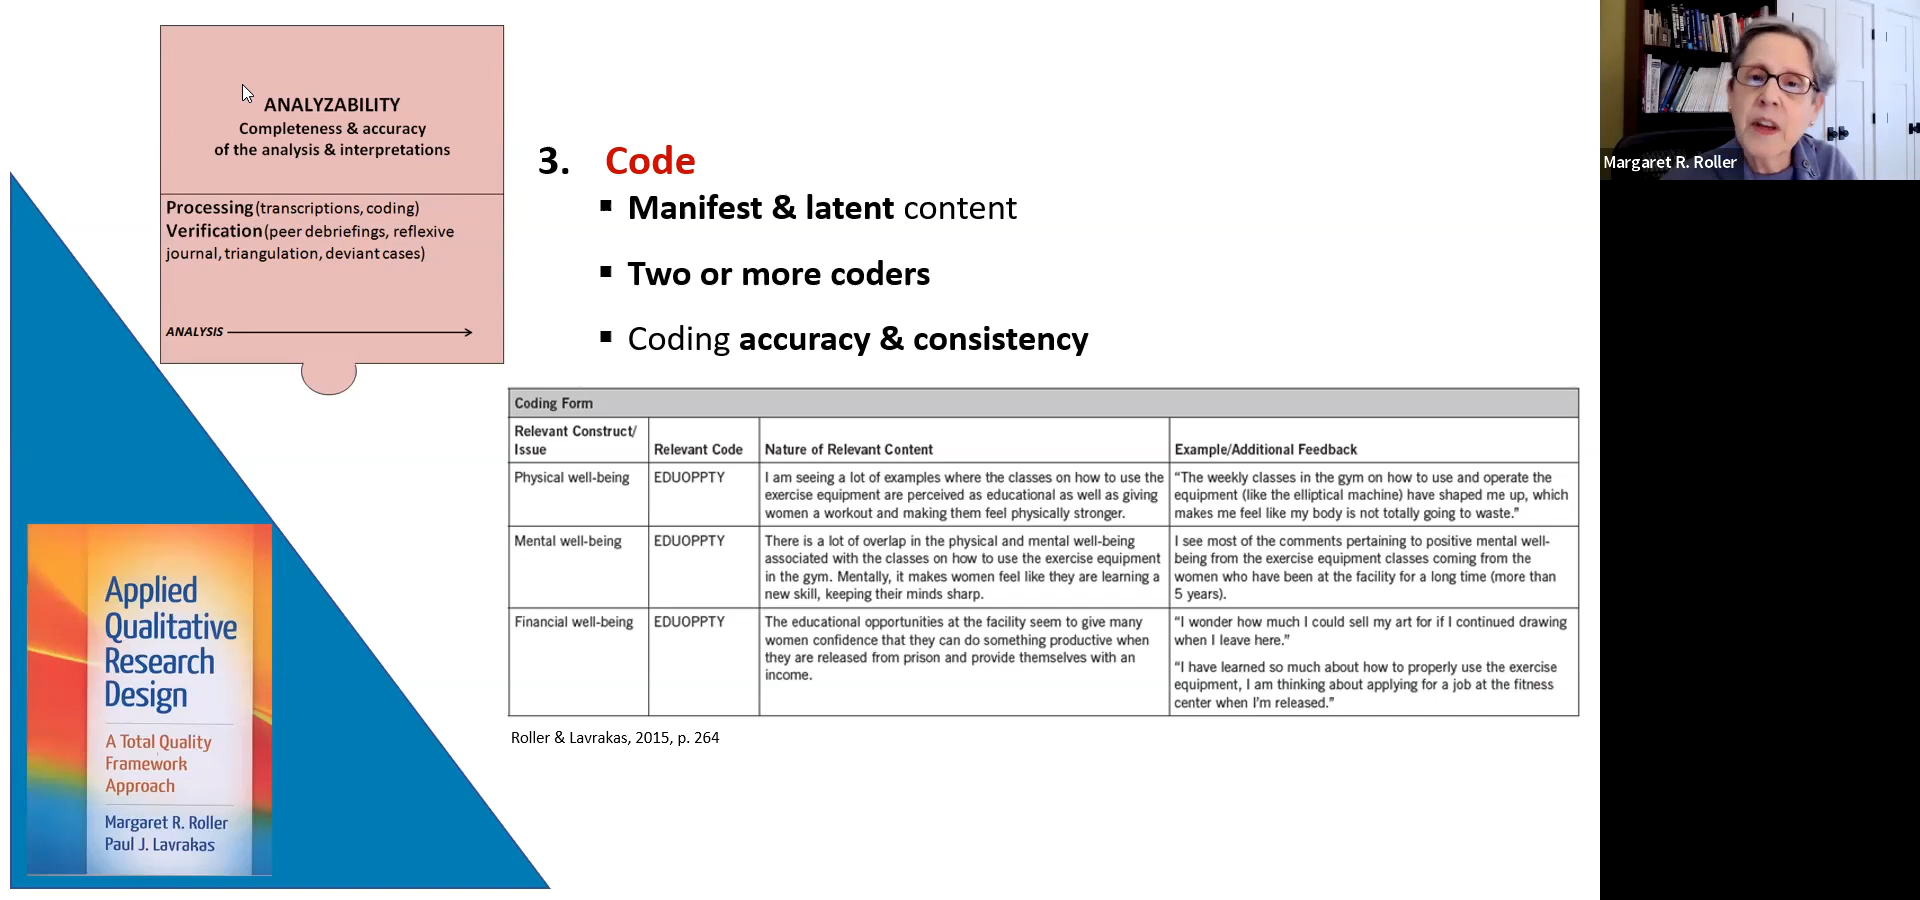 ANALYZABILITY
Completeness & accuracy
of the analysis & interpretations
Processing (transcriptions, coding)
Verification (peer debriefings, reflexive
journal, triangulation, deviant cases)
ANALYSIS
3. Code
Manifest & latent content
Two or more coders
Coding accuracy & consistency
Coding Form
Relevant Construct/
Issue
Relevant Code
Nature of Relevant Content
Example/Additional Feedback
Physical well-being
EDUOPPTY
I am seeing a lot of examples where the classes on how to use the
exercise equipment are perceived as educational as well as giving
women a workout and making them feel physically stronger.
“The weekly classes in the gym on how to use and operate the
equipment (like the elliptical machine) have shaped me up, which
makes me feel like my body is not totally going to waste.”
Mental well-being
EDUOPPTY
There is a lot of overlap in the physical and mental well-being
associated with the classes on how to use the exercise equipment
in the gym. Mentally, it makes women feel like they are learning a
new skill, keeping their minds sharp.
I see most of the comments pertaining to positive mental well-
being from the exercise equipment classes coming from the
women who have been at the facility for a long time (more than
5 years).
Financial well-being
EDUOPPTY
The educational opportunities at the facility seem to give many
women confidence that they can do something productive when
they are released from prison and provide themselves with an
income.
“I wonder how much I could sell my art for if I continued drawing
when I leave here.”
“I have learned so much about how to properly use the exercise
equipment, I am thinking about applying for a job at the fitness
center when I’m released.”
Roller & Lavrakas, 2015, p. 264
Applied
Qualitative
Research
Design
A Total Quality
Framework
Approach
Margaret R. Roller
Paul J. Lavrakas
Margaret R. Roller